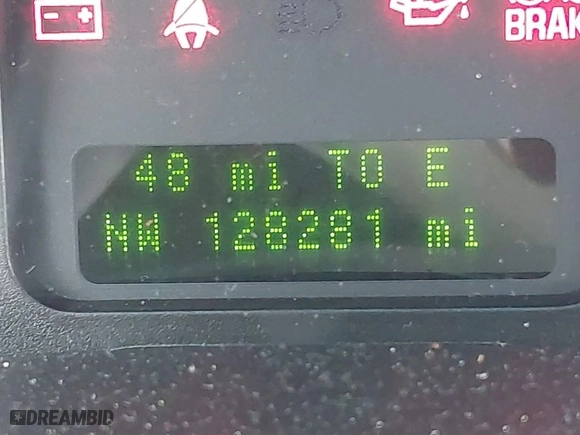 BRAK
48 mi TO E
NW 128281 mi
DREAMBID